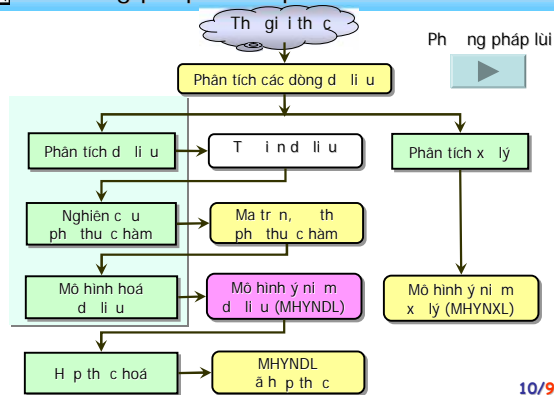 Th gi i th c
Ph ng pháp lùi
Phân tích các dòng d li u
Phân tích d li u
T i n d li u
Phân tích x lý
Nghiên c u
ph thu c hàm
Ma tr n, th
ph thu c hàm
Mô hình hoá
d li u
Mô hình ý ni m
d li u (MHYNDL)
Mô hình ý ni m
x lý (MHYNXL)
H p th c hoá
MHYNDL
ã h p th c
10/9